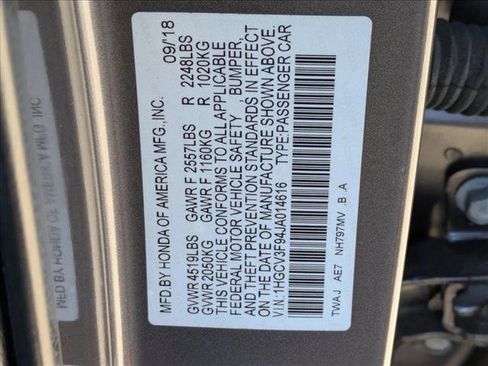 MFD.BY HONDA OF AMERICA MFG.,INC. 09/18
GVWR 4519LBS GAWR F 2557LBS R 2248LBS
GVWR 2050KG GAWR F 1160KG R 1020KG
THIS VEHICLE CONFORMS TO ALL APPLICABLE
FEDERAL MOTOR VEHICLE SAFETY , BUMPER,
AND THEFT PREVENTION STANDARDS IN EFFECT
ON THE DATE OF MANUFACTURE SHOWN ABOVE.
V.I.N.:1HGCV3F94JA014616 TYPE:PASSENGER CAR
TWAJ AE7 NH797MV B A